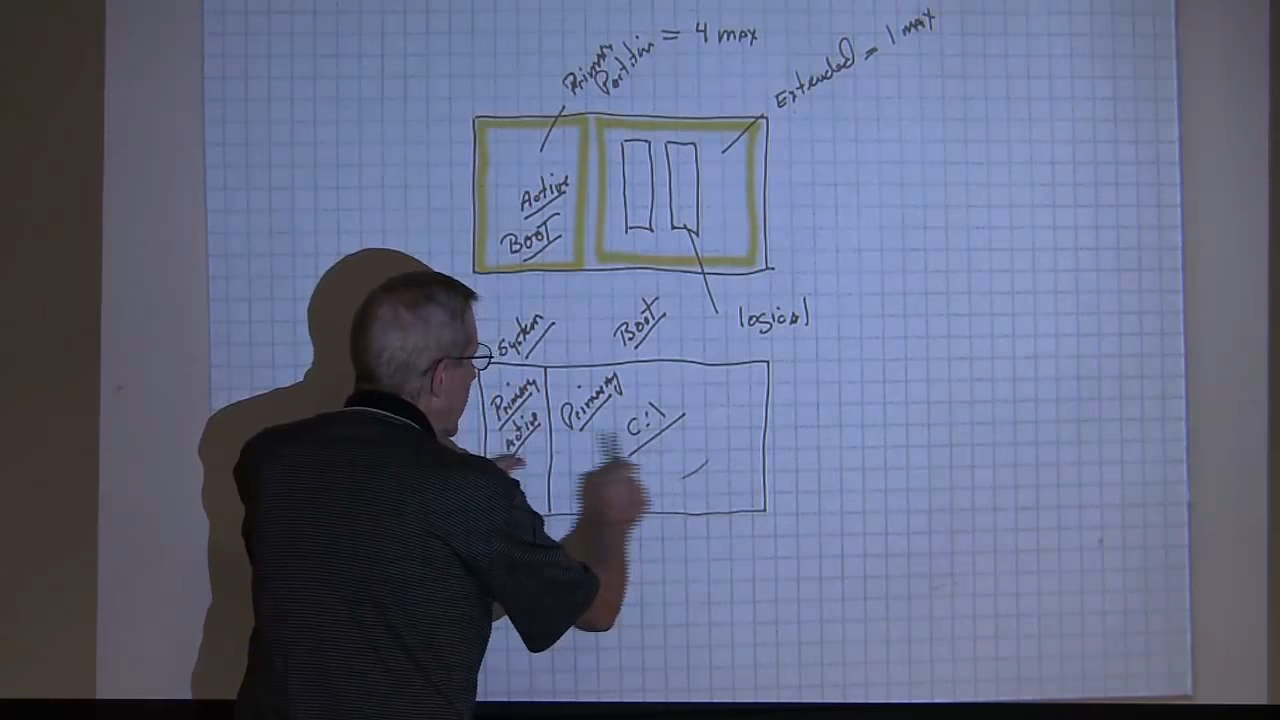 Primary
Partition = 4 max
Extended = 1 max
Active
BOOT
logical
System
Boot
Primary
Active
Primary
C:\